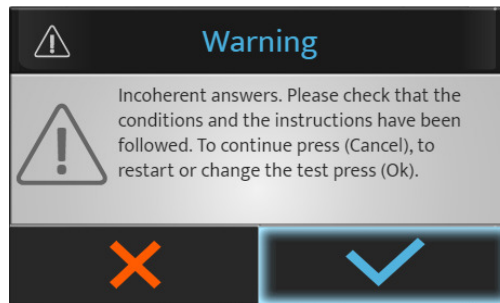 Warning
Incoherent answers. Please check that the
conditions and the instructions have been
followed. To continue press (Cancel), to
restart or change the test press (Ok).